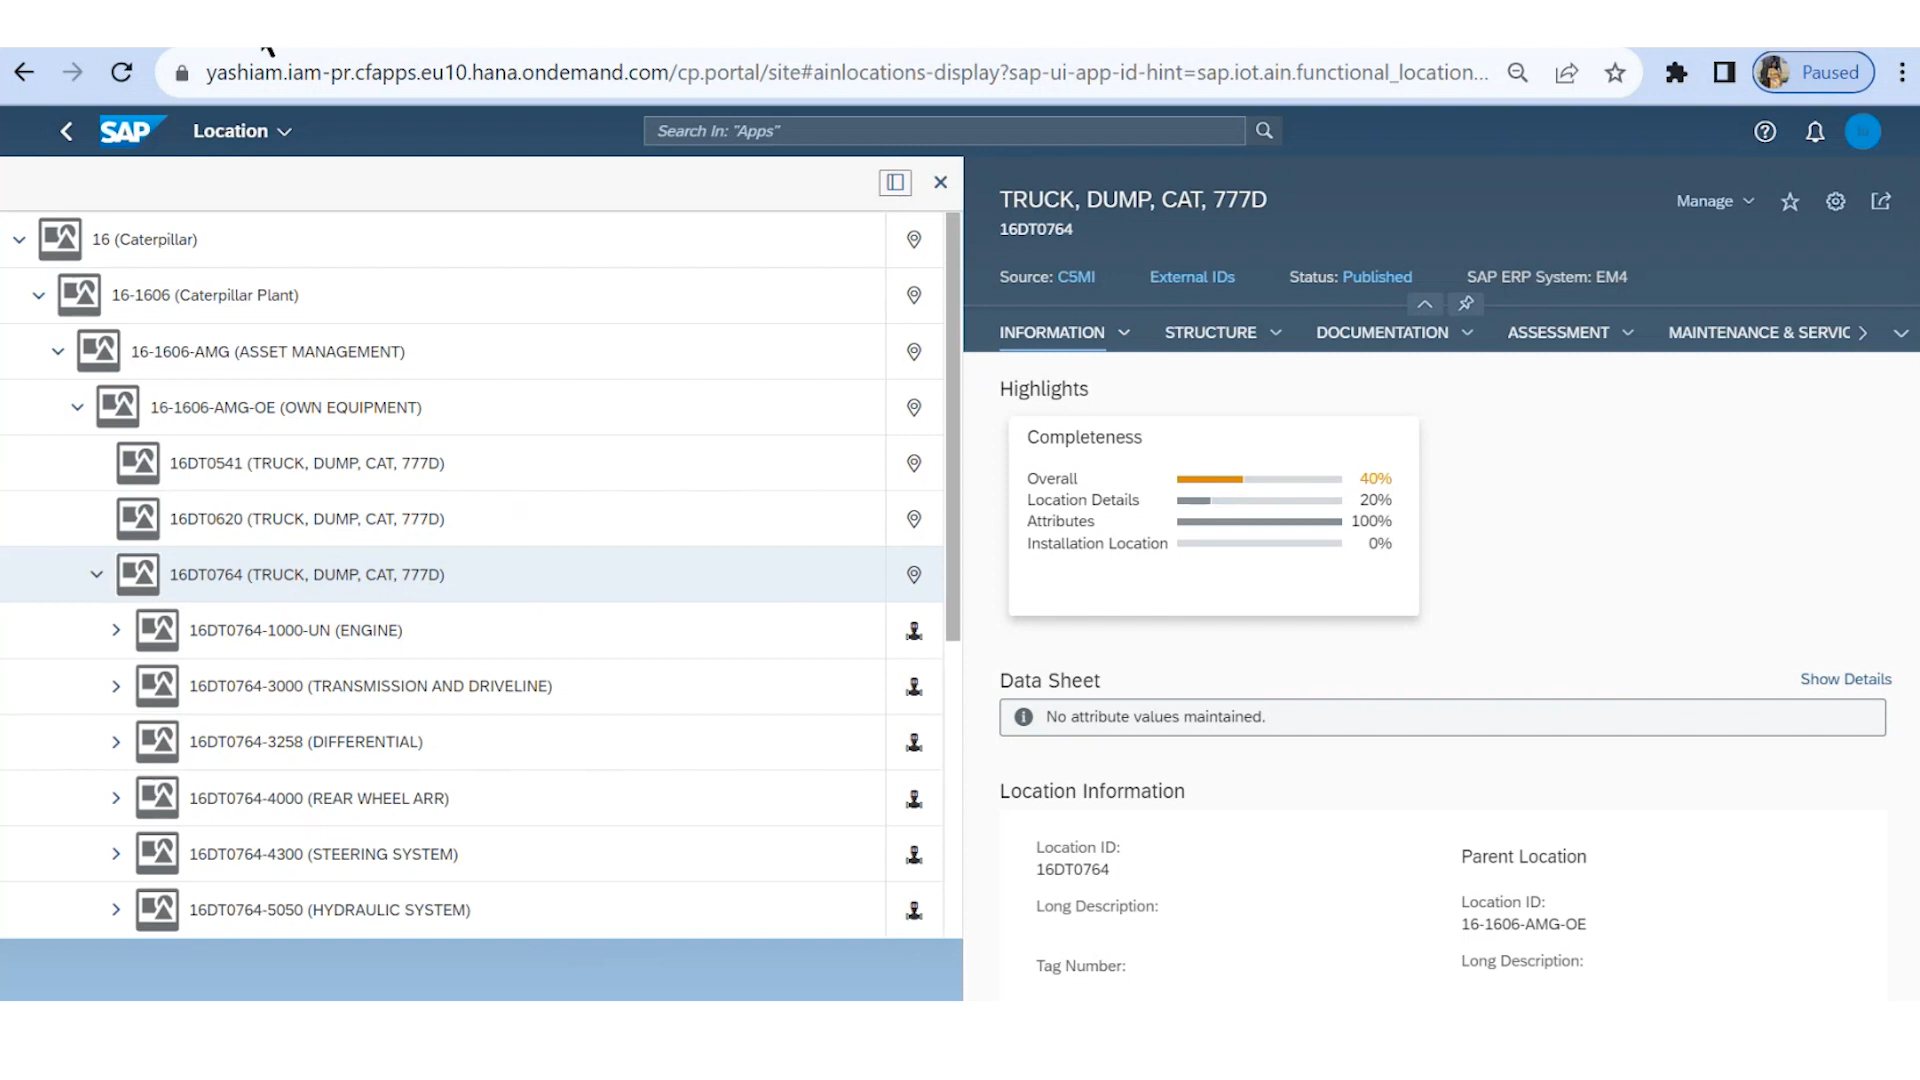 yashiam.iam-pr.cfapps.eu10.hana.ondemand.com/cp.portal/site#ainlocations-display?sap-ui-app-id-hint=sap.iot.ain.functional_location...
Paused
SAP
Location
Search In: "Apps"
TRUCK, DUMP, CAT, 777D
16DT0764
Manage
Source: C5MI
External IDs
Status: Published
SAP ERP System: EM4
INFORMATION
STRUCTURE
DOCUMENTATION
ASSESSMENT
MAINTENANCE & SERVIC
16 (Caterpillar)
16-1606 (Caterpillar Plant)
16-1606-AMG (ASSET MANAGEMENT)
16-1606-AMG-OE (OWN EQUIPMENT)
16DT0541 (TRUCK, DUMP, CAT, 777D)
16DT0620 (TRUCK, DUMP, CAT, 777D)
16DT0764 (TRUCK, DUMP, CAT, 777D)
16DT0764-1000-UN (ENGINE)
16DT0764-3000 (TRANSMISSION AND DRIVELINE)
16DT0764-3258 (DIFFERENTIAL)
16DT0764-4000 (REAR WHEEL ARR)
16DT0764-4300 (STEERING SYSTEM)
16DT0764-5050 (HYDRAULIC SYSTEM)
Highlights
Completeness
Overall 40%
Location Details 20%
Attributes 100%
Installation Location 0%
Data Sheet
Show Details
No attribute values maintained.
Location Information
Location ID:
16DT0764
Long Description:
Tag Number:
Parent Location
Location ID:
16-1606-AMG-OE
Long Description: